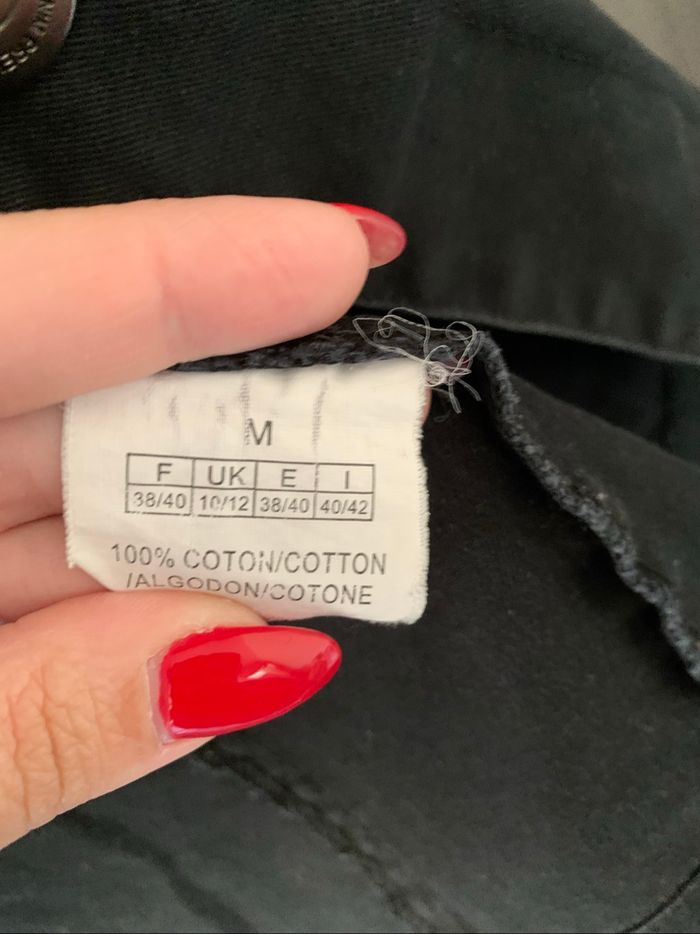 M
F UK E I
38/40 10/12 38/40 40/42
100% COTON/COTTON
/ALGODON/COTONE